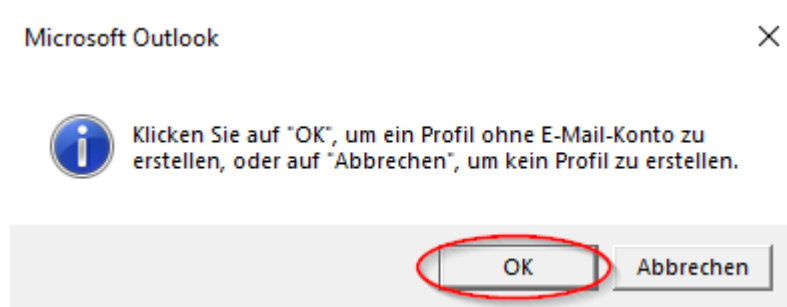 Microsoft Outlook
Klicken Sie auf "OK", um ein Profil ohne E-Mail-Konto zu
erstellen, oder auf "Abbrechen", um kein Profil zu erstellen.
OK
Abbrechen